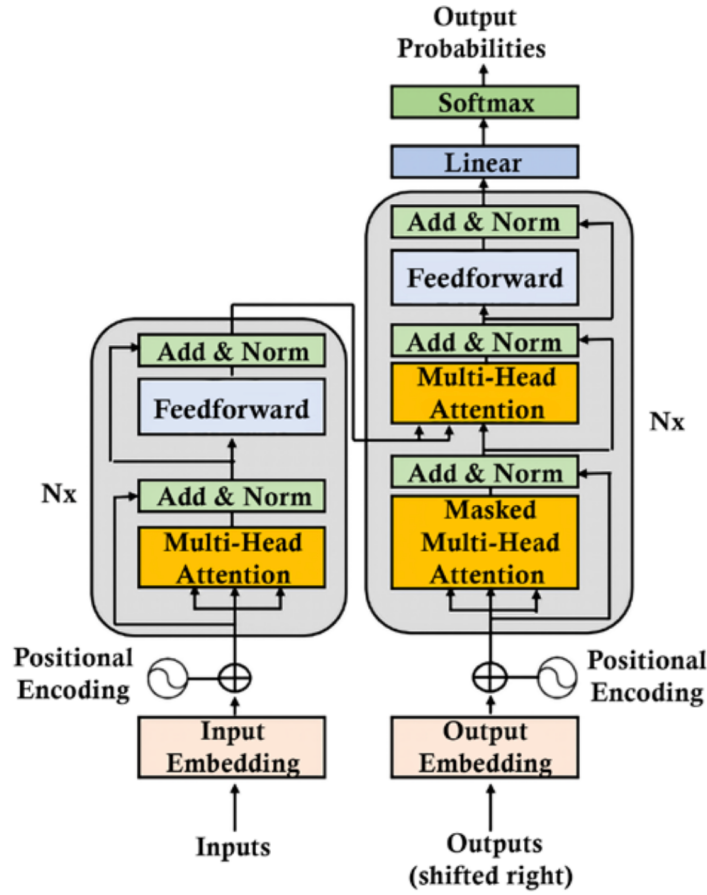 Output
Probabilities
Softmax
Linear
Add & Norm
Feedforward
Add & Norm
Multi-Head
Attention
Nx
Add & Norm
Masked
Multi-Head
Attention
Add & Norm
Feedforward
Nx
Add & Norm
Multi-Head
Attention
Positional
Encoding
Positional
Encoding
Input
Embedding
Output
Embedding
Inputs
Outputs
(shifted right)